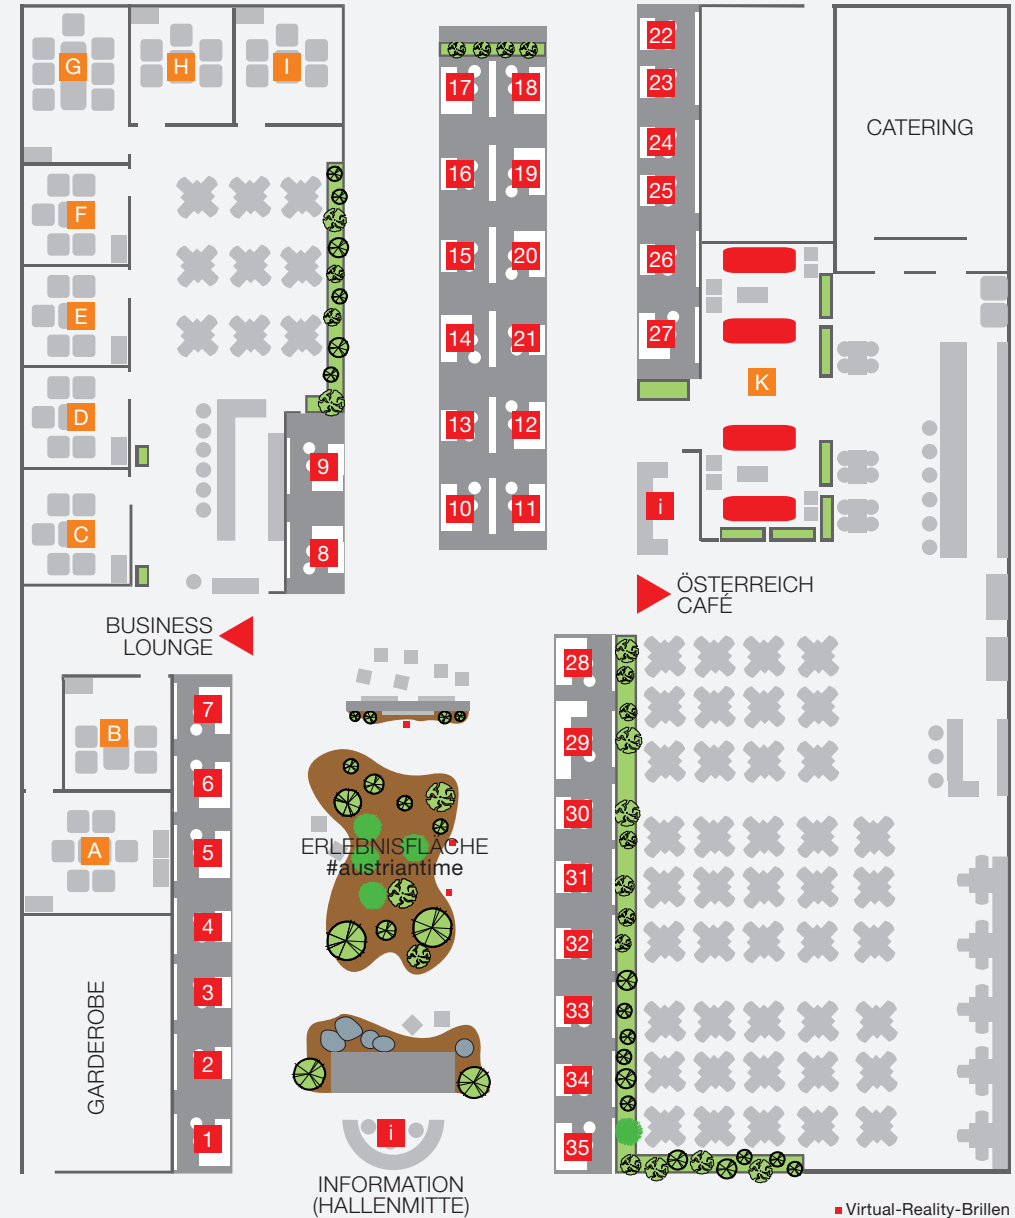 G
H
I
17
18
22
23
CATERING
24
16
19
25
F
15
20
26
E
14
21
27
K
D
13
12
9
10
11
i
C
8
ÖSTERREICH
CAFÉ
BUSINESS
LOUNGE
28
7
B
29
6
30
A
5
ERLEBNISFLÄCHE
#austriantime
31
4
32
3
33
GARDEROBE
2
34
1
i
35
INFORMATION
(HALLENMITTE)
Virtual-Reality-Brillen